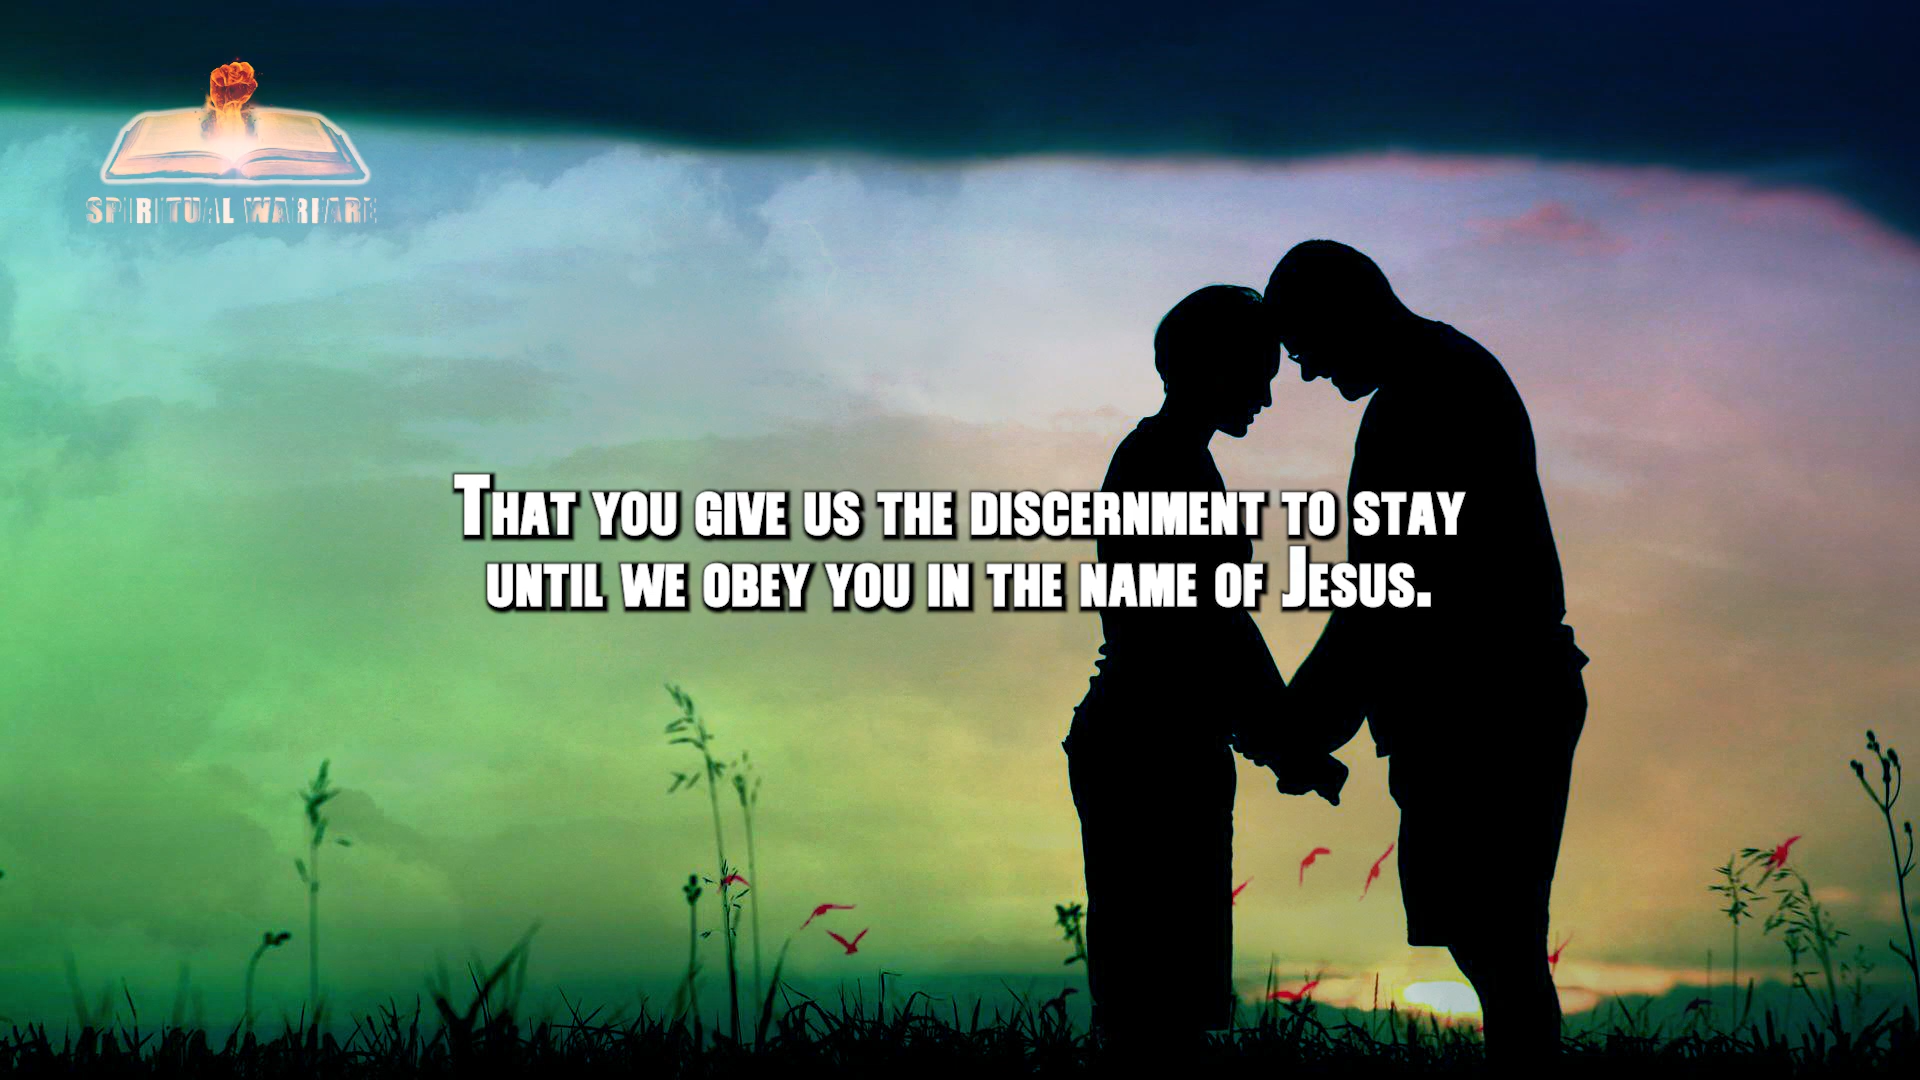 SPIRITUAL WARFARE
That you give us the discernment to stay
until we obey you in the name of Jesus.